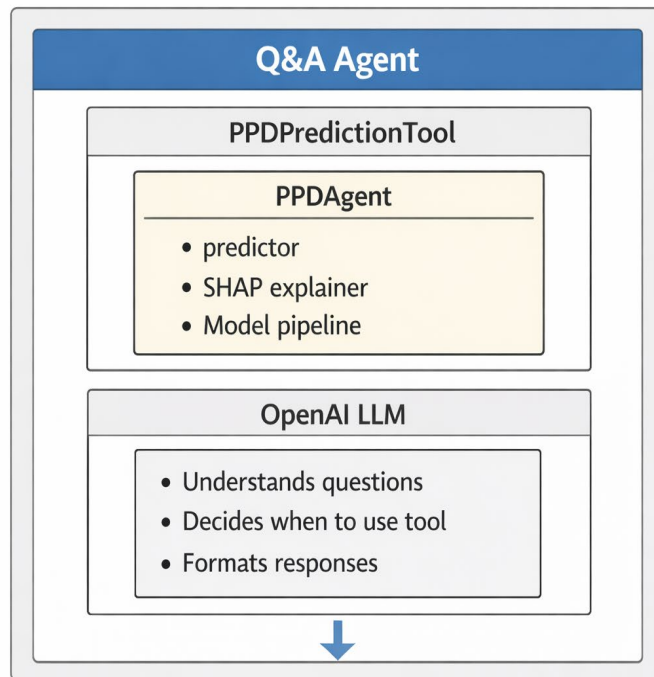 Q&A Agent
PPDPredictionTool
PPDAgent
• predictor
• SHAP explainer
• Model pipeline
OpenAI LLM
• Understands questions
• Decides when to use tool
• Formats responses